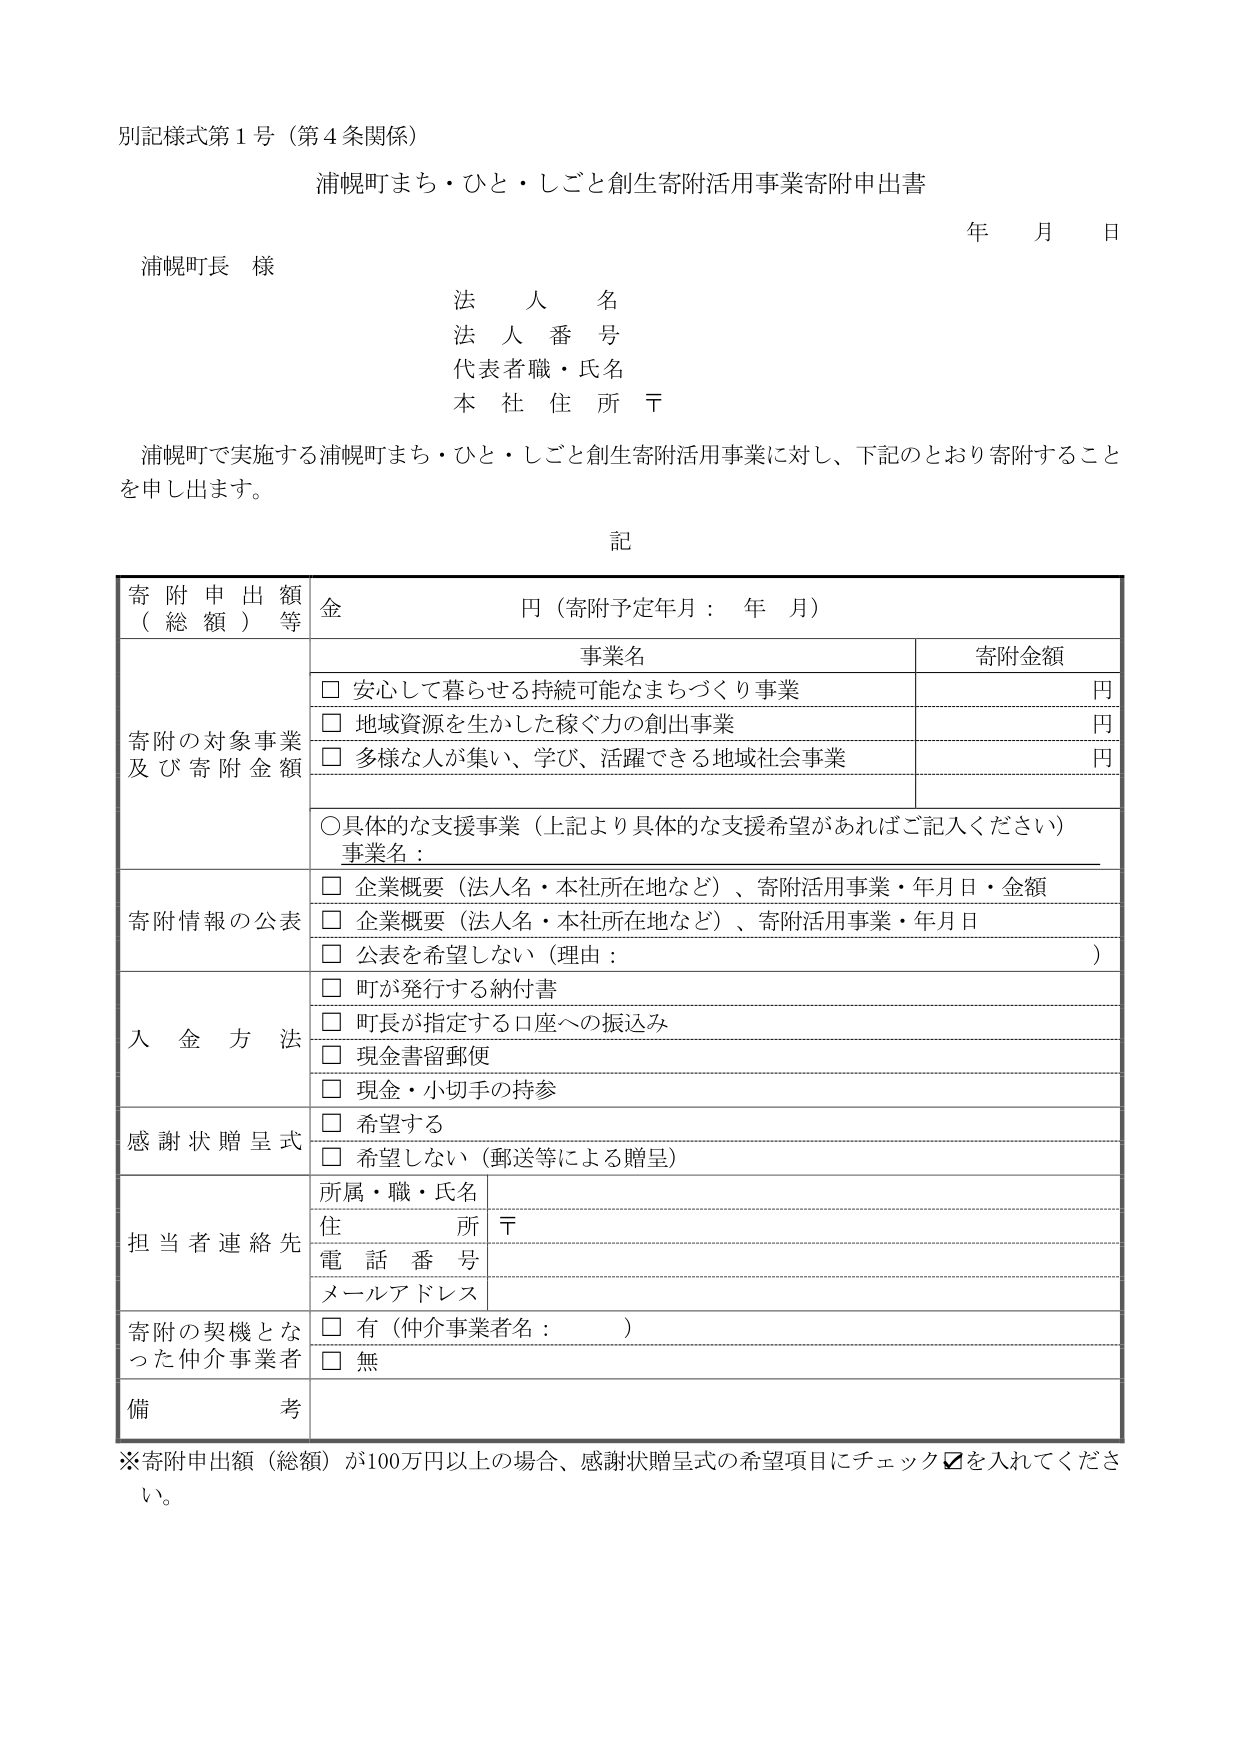 別記様式第１号（第４条関係）
浦幌町まち・ひと・しごと創生寄附活用事業寄附申出書
年　　月　　日
浦幌町長　様
法　人　名
法　人　番　号
代表者職・氏名
本　社　住　所　〒
浦幌町で実施する浦幌町まち・ひと・しごと創生寄附活用事業に対し、下記のとおり寄附すること
を申し出ます。
記
寄附申出額
（総額）等
金　　　　　　　　円（寄附予定年月：　年　月）
寄附の対象事業
及び寄附金額
事業名　寄附金額
□ 安心して暮らせる持続可能なまちづくり事業　円
□ 地域資源を生かした稼ぐ力の創出事業　円
□ 多様な人が集い、学び、活躍できる地域社会事業　円
○具体的な支援事業（上記より具体的な支援希望があればご記入ください）
事業名：
寄附情報の公表
□ 企業概要（法人名・本社所在地など）、寄附活用事業・年月日・金額
□ 企業概要（法人名・本社所在地など）、寄附活用事業・年月日
□ 公表を希望しない（理由：　　　　　　　　　　）
入金方法
□ 町が発行する納付書
□ 町長が指定する口座への振込み
□ 現金書留郵便
□ 現金・小切手の持参
感謝状贈呈式
□ 希望する
□ 希望しない（郵送等による贈呈）
担当者連絡先
所属・職・氏名
住　　　　　所　〒
電　話　番　号
メールアドレス
寄附の契機とな
った仲介事業者
□ 有（仲介事業者名：　　　）
□ 無
備　　　　　考
※寄附申出額（総額）が100万円以上の場合、感謝状贈呈式の希望項目にチェック☑を入れてくださ
い。